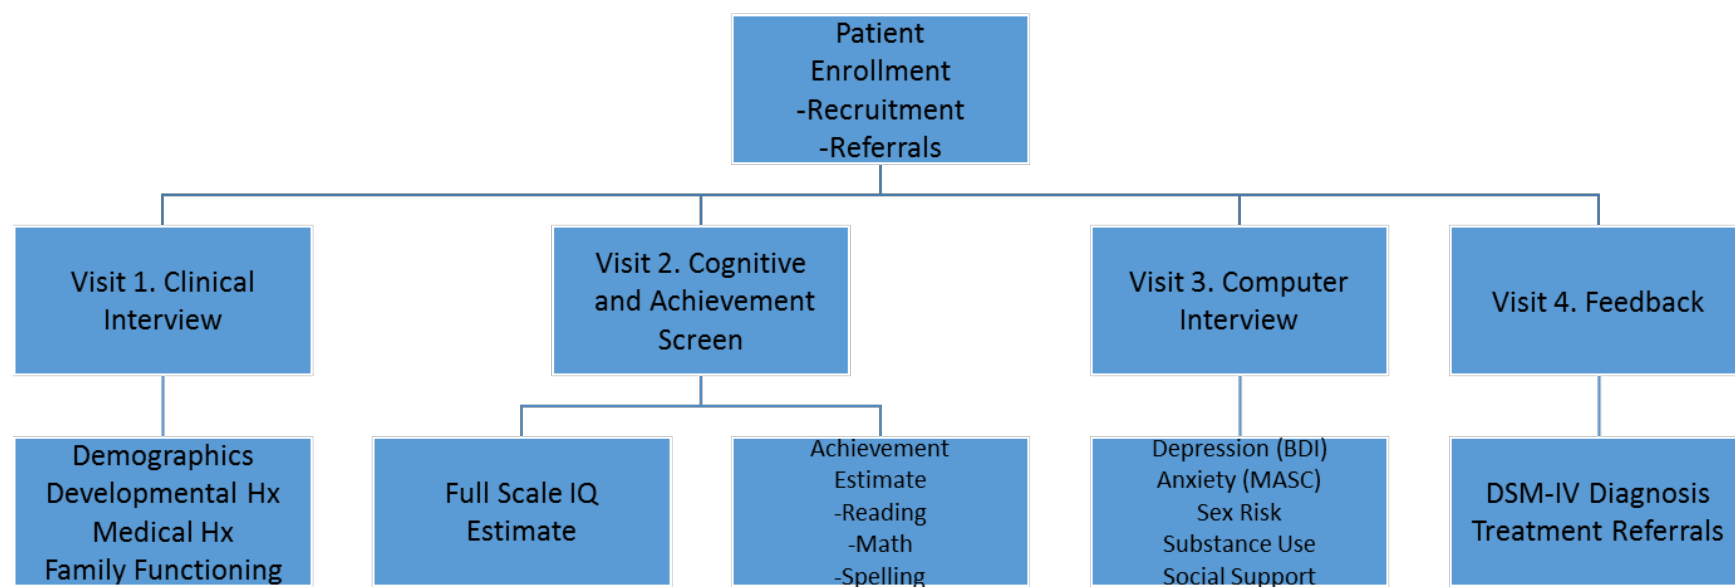 Patient
Enrollment
-Recruitment
-Referrals
Visit 1. Clinical
Interview
Visit 2. Cognitive
and Achievement
Screen
Visit 3. Computer
Interview
Visit 4. Feedback
Demographics
Developmental Hx
Medical Hx
Family Functioning
Full Scale IQ
Estimate
Achievement
Estimate
-Reading
-Math
-Spelling
Depression (BDI)
Anxiety (MASC)
Sex Risk
Substance Use
Social Support
DSM-IV Diagnosis
Treatment Referrals